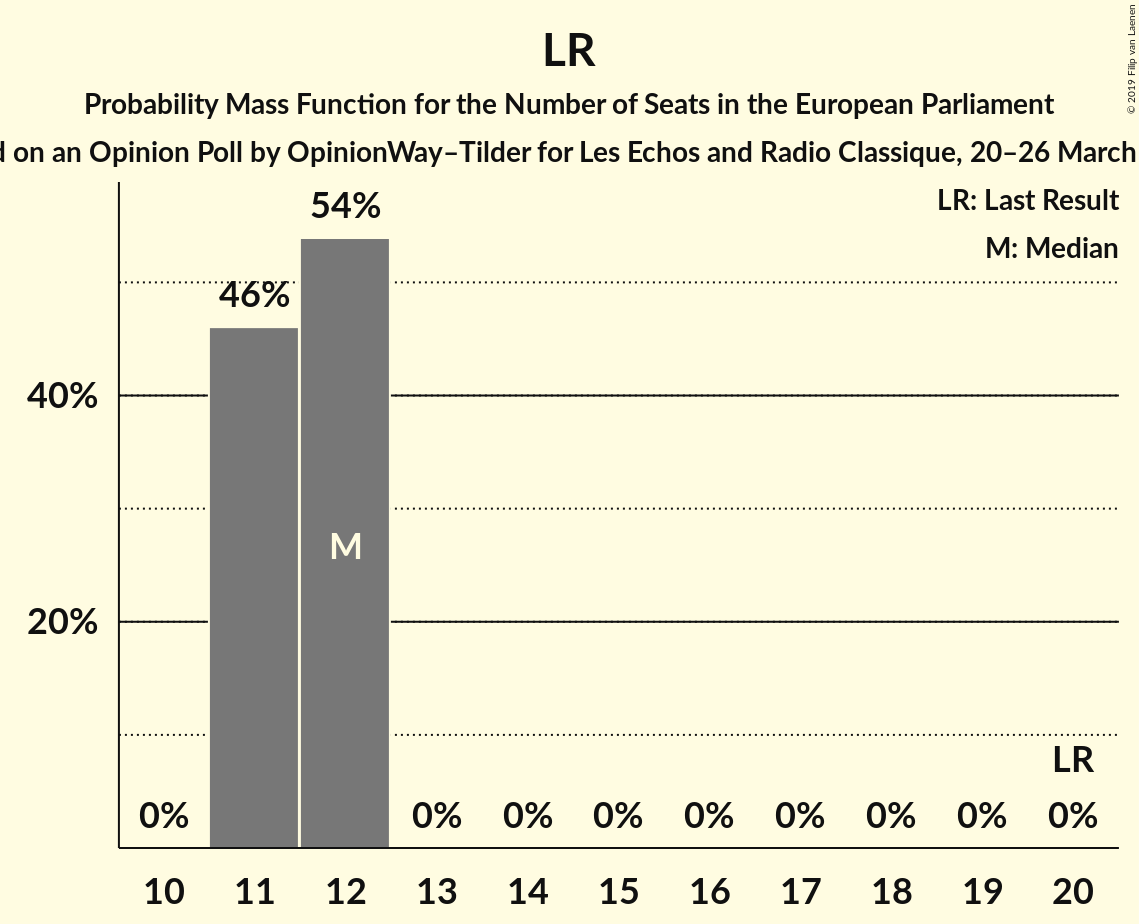 LR
Probability Mass Function for the Number of Seats in the European Parliament
on an Opinion Poll by OpinionWay–Tilder for Les Echos and Radio Classique, 20–26 March
© 2019 Filip van Laenen
LR: Last Result
M: Median
54%
46%
40%
M
20%
LR
0% 0% 0% 0% 0% 0% 0% 0% 0%
10 11 12 13 14 15 16 17 18 19 20